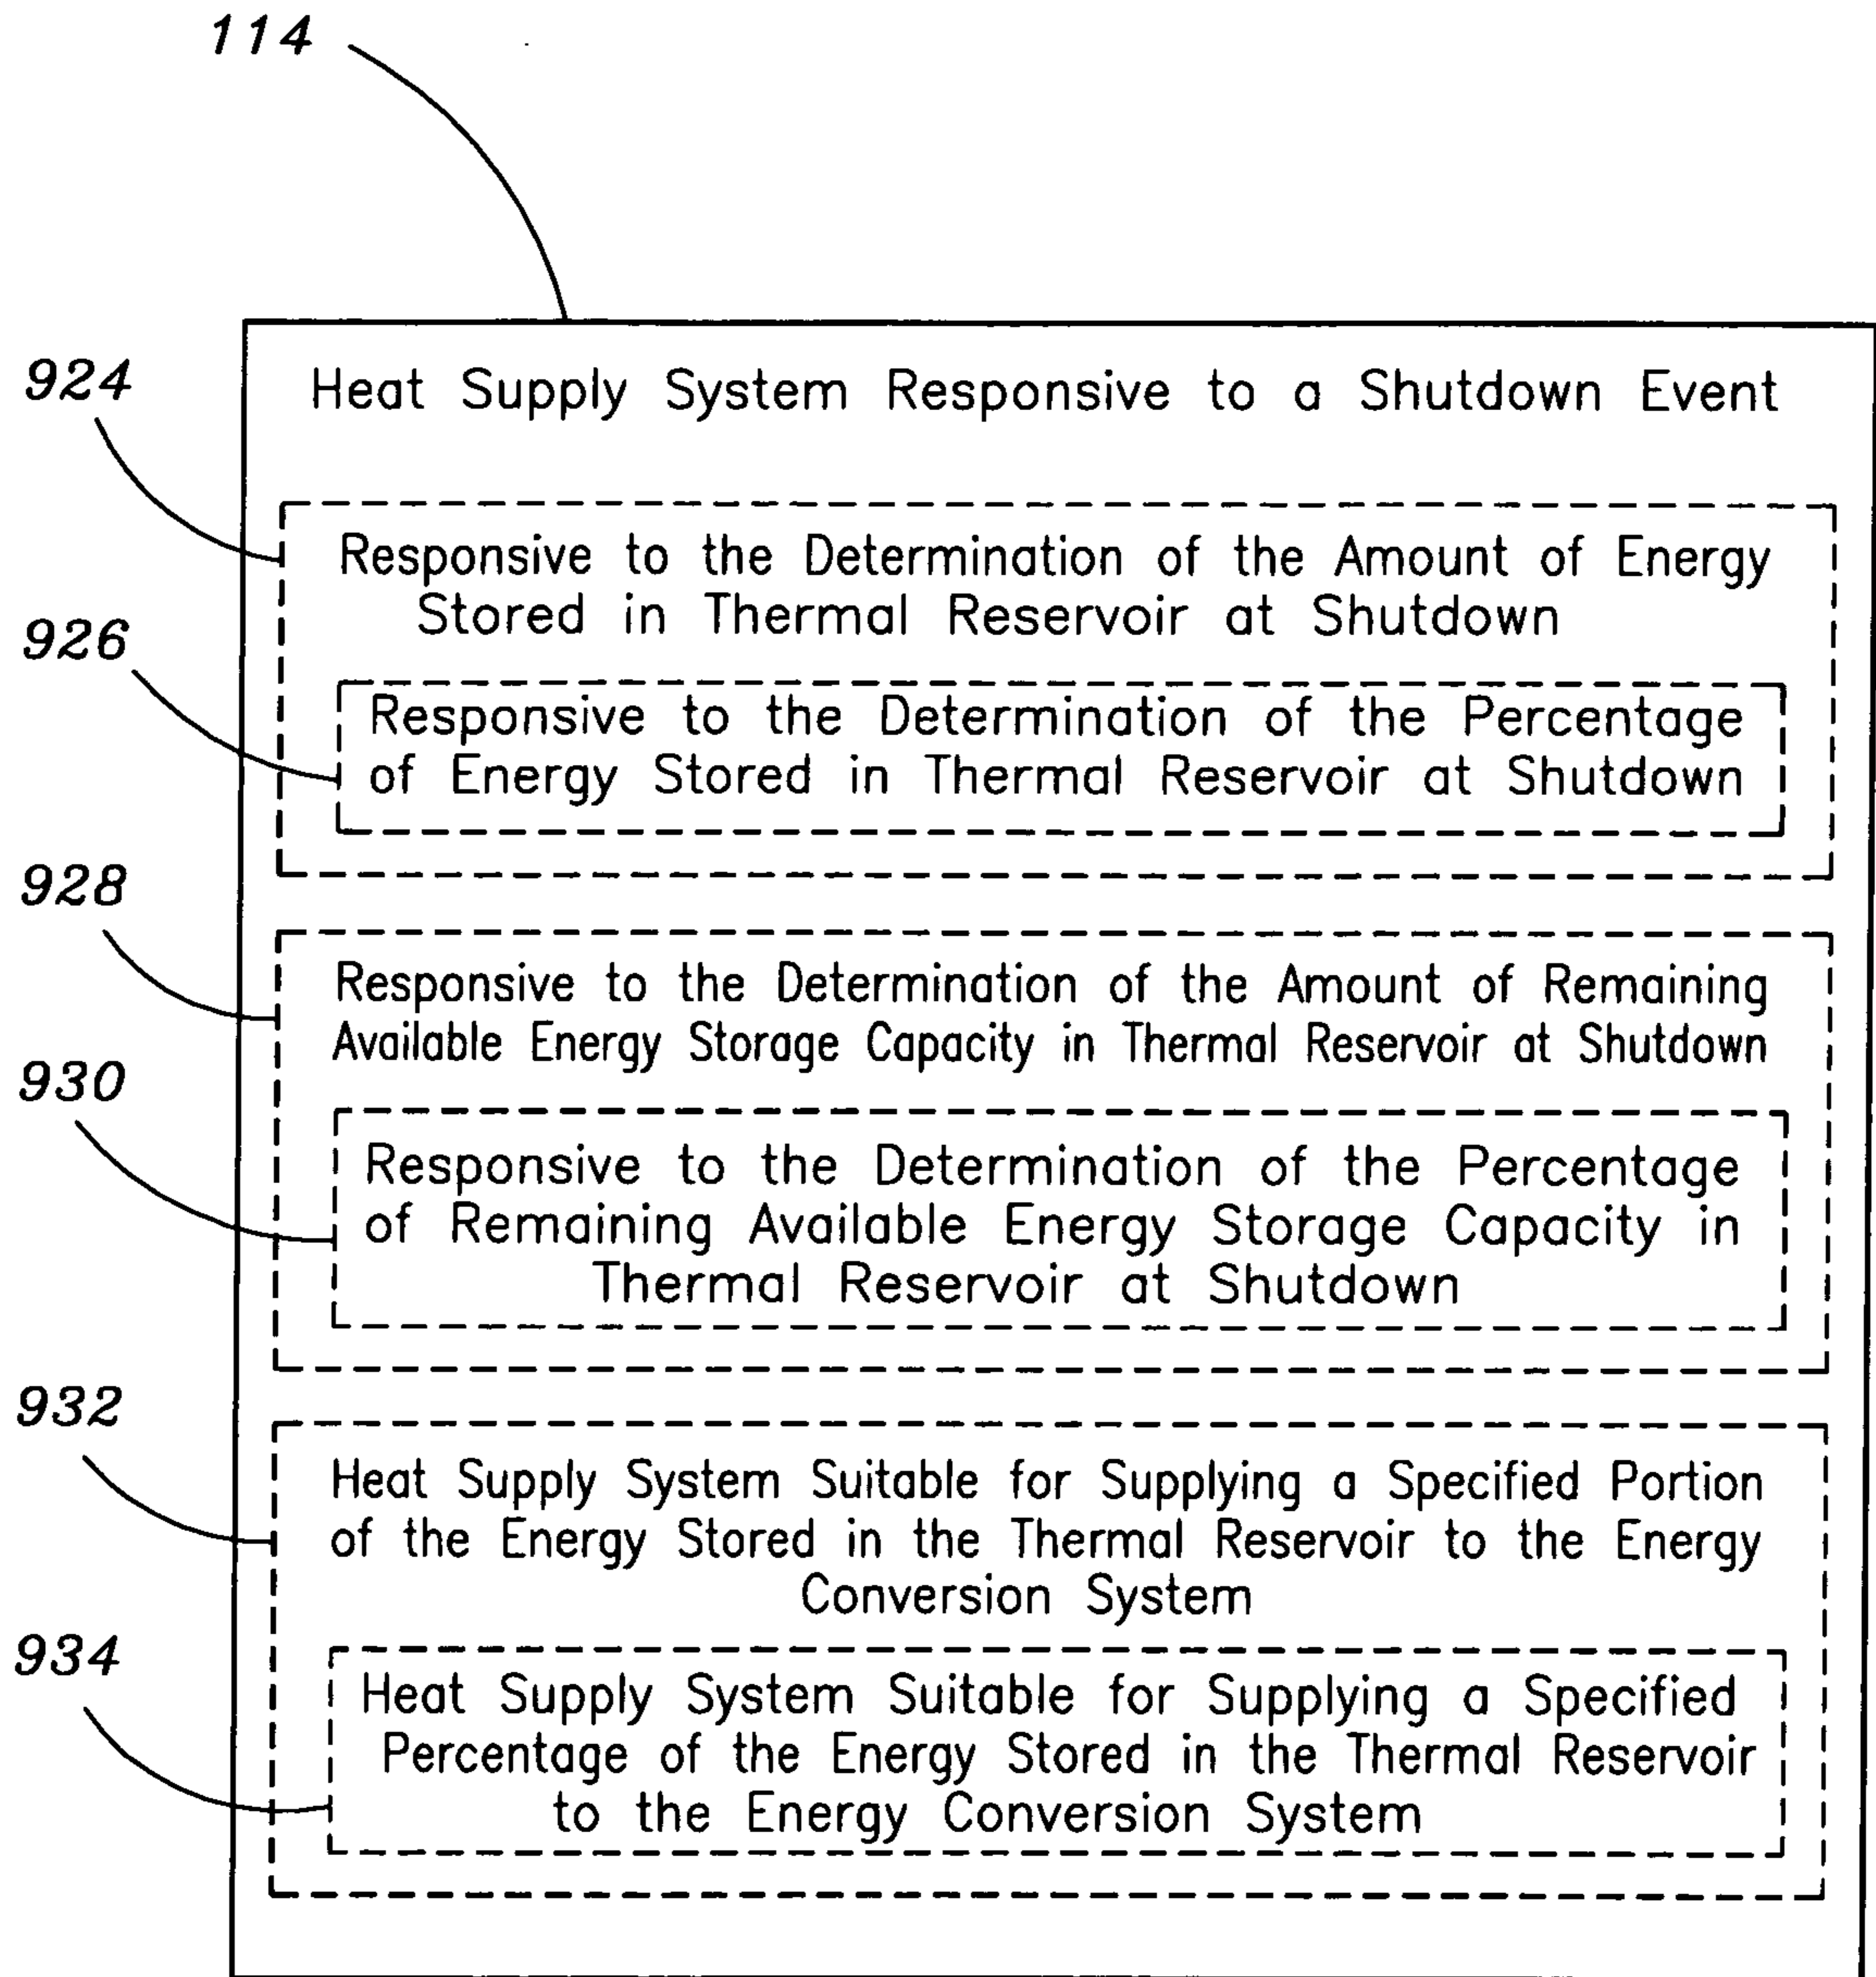 114
924
Heat Supply System Responsive to a Shutdown Event
Responsive to the Determination of the Amount of Energy
Stored in Thermal Reservoir at Shutdown
926
Responsive to the Determination of the Percentage
of Energy Stored in Thermal Reservoir at Shutdown
928
Responsive to the Determination of the Amount of Remaining
Available Energy Storage Capacity in Thermal Reservoir at Shutdown
930
Responsive to the Determination of the Percentage
of Remaining Available Energy Storage Capacity in
Thermal Reservoir at Shutdown
932
Heat Supply System Suitable for Supplying a Specified Portion
of the Energy Stored in the Thermal Reservoir to the Energy
Conversion System
934
Heat Supply System Suitable for Supplying a Specified
Percentage of the Energy Stored in the Thermal Reservoir
to the Energy Conversion System